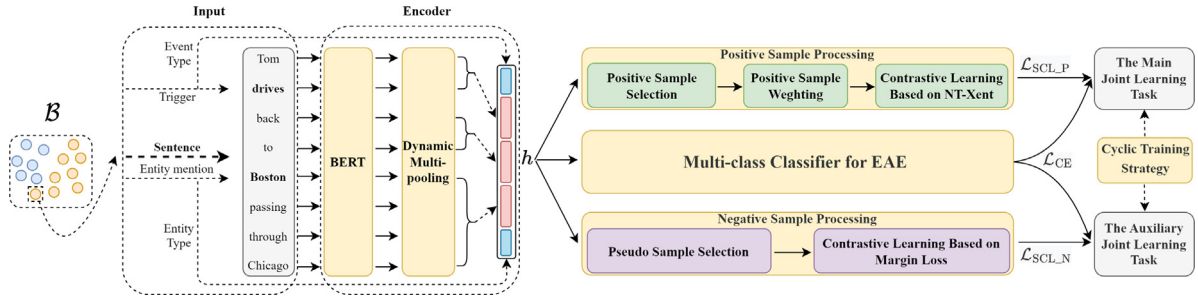 Input
Encoder
Event
Type
Trigger
Sentence
Entity mention
Entity
Type
ℬ
Tom
drives
back
to
Boston
passing
through
Chicago
BERT
Dynamic
Multi-
pooling
h
Positive Sample Processing
Positive Sample
Selection
Positive Sample
Weghting
Contrastive Learning
Based on NT-Xent
Multi-class Classifier for EAE
Negative Sample Processing
Pseudo Sample Selection
Contrastive Learning Based on
Margin Loss
ℒSCL_P
ℒCE
ℒSCL_N
The Main
Joint Learning
Task
Cyclic Training
Strategy
The Auxiliary
Joint Learning
Task